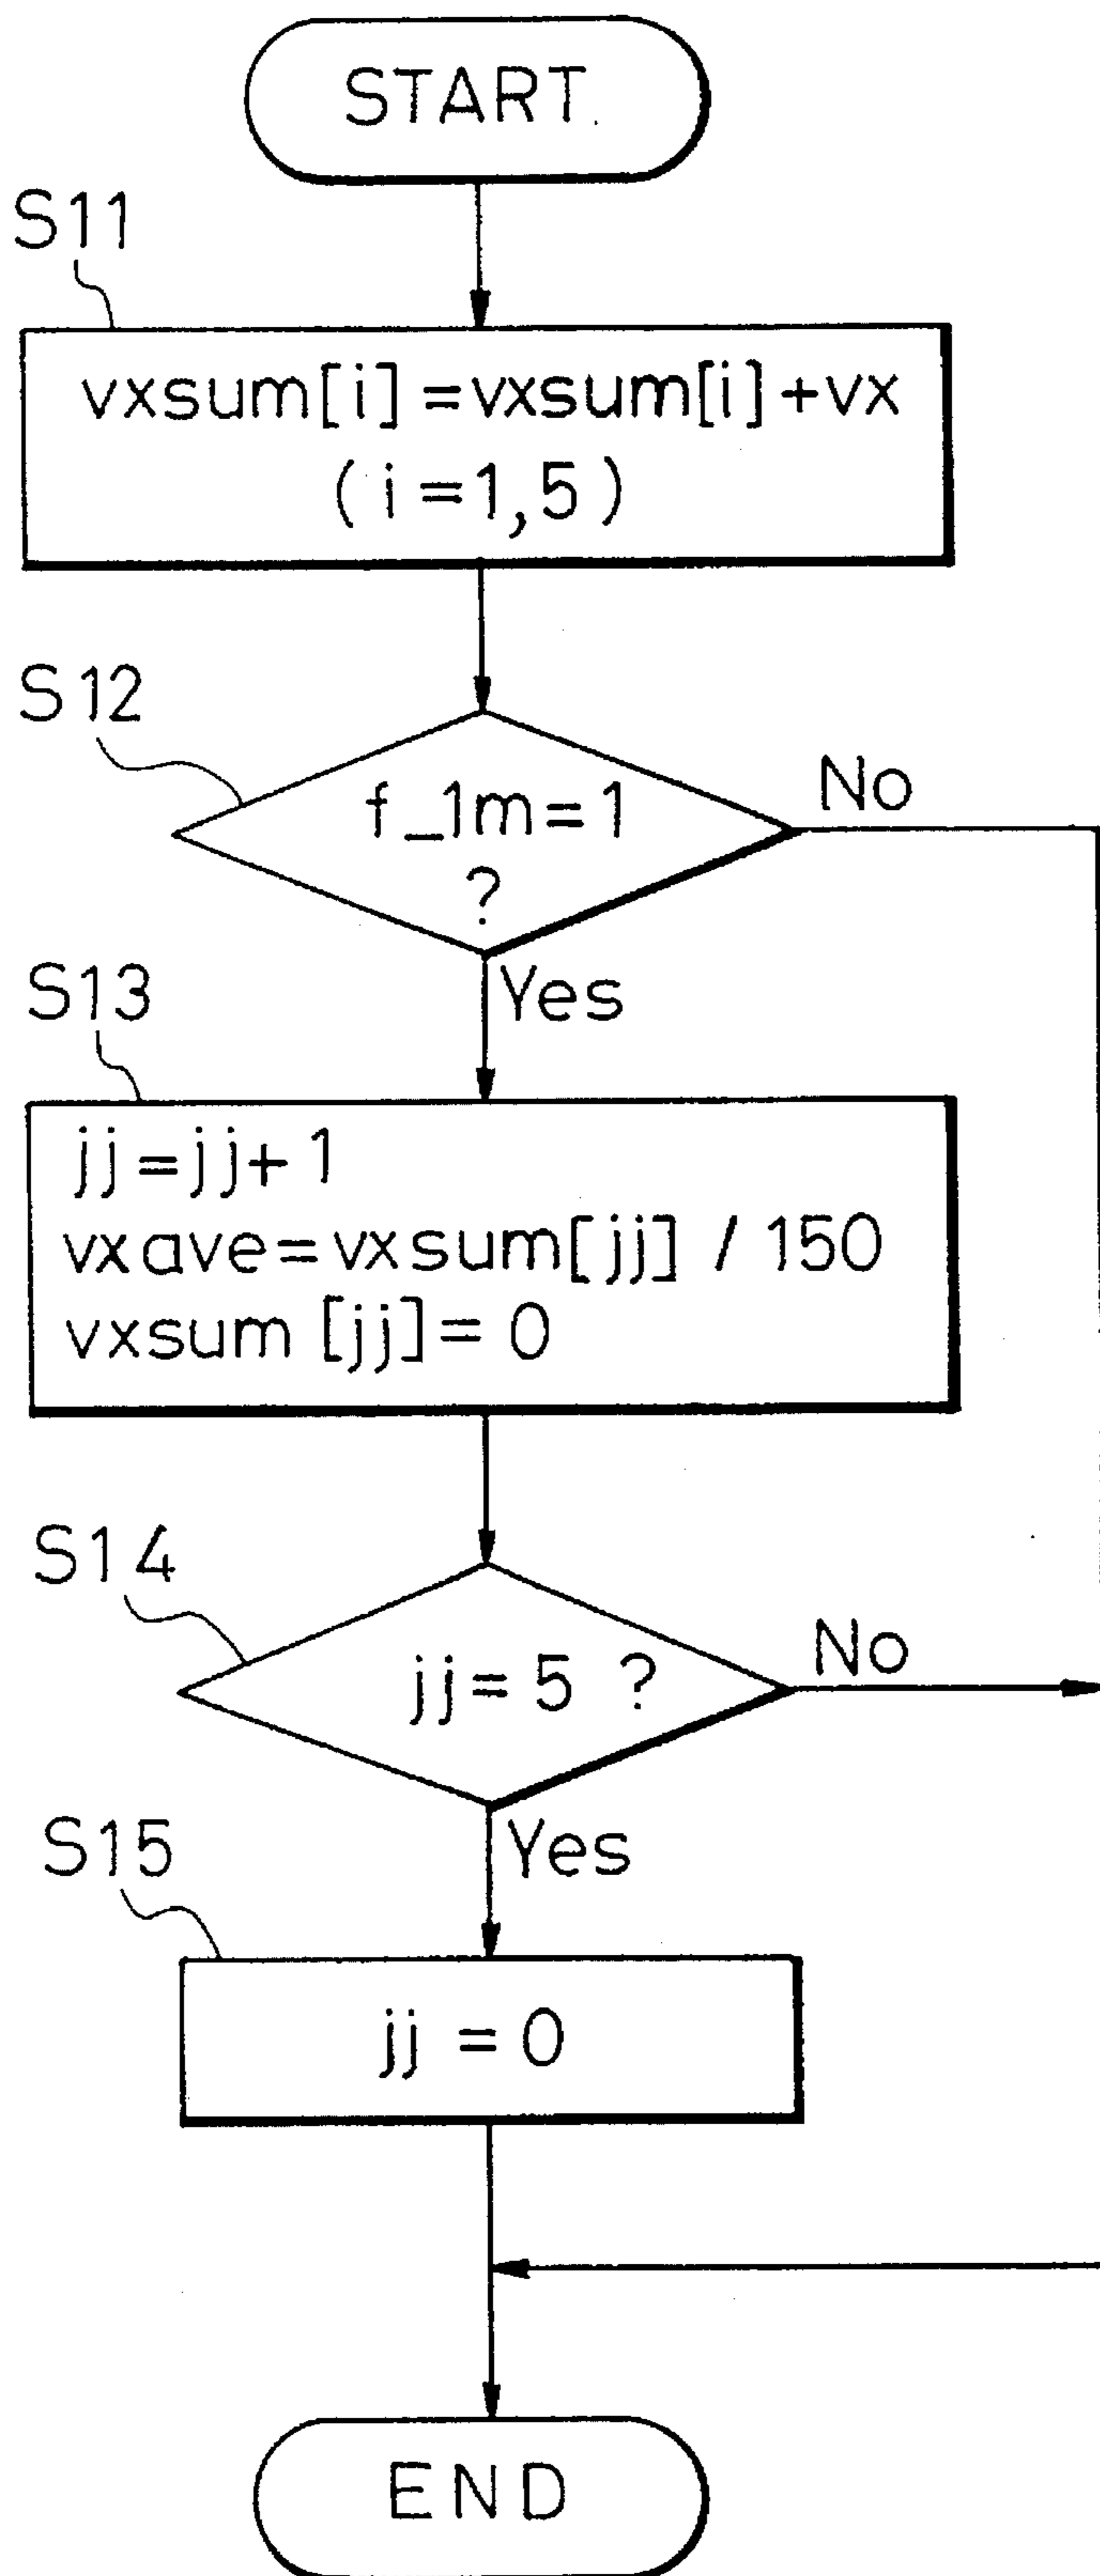 START
S11
vxsum[i]=vxsum[i]+vx
(i=1,5)
S12
f_1m=1
?
No
Yes
S13
jj=jj+1
vxave=vxsum[jj] / 150
vxsum [jj]= 0
S14
jj=5 ?
No
Yes
S15
jj = 0
END